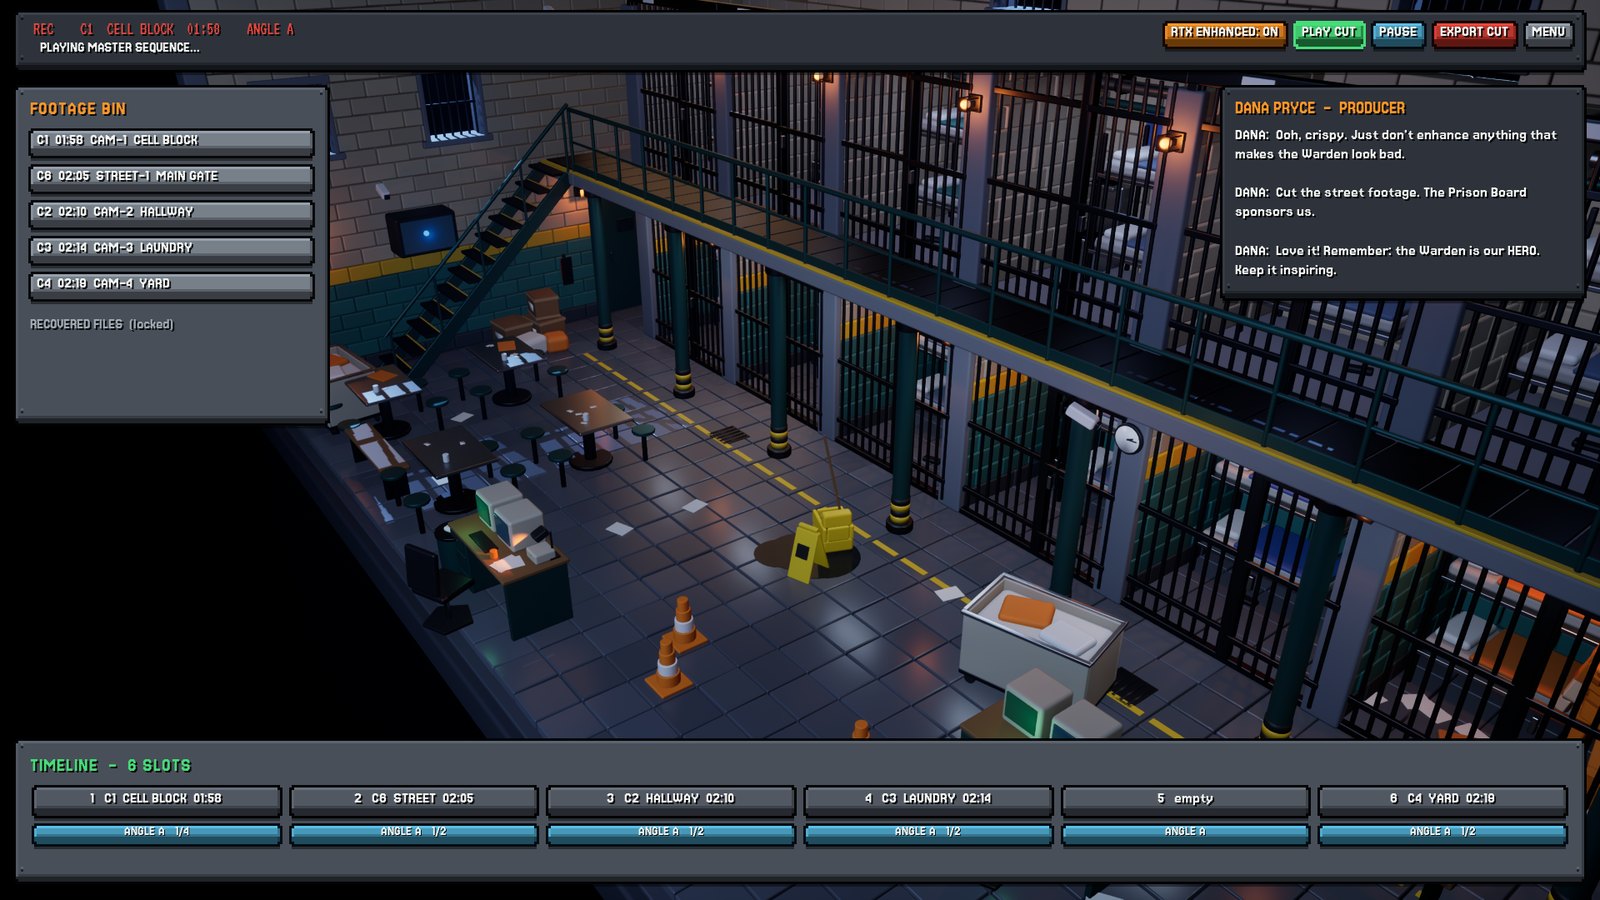 REC C1 CELL BLOCK 01:58 ANGLE A
PLAYING MASTER SEQUENCE...
RTX ENHANCED: ON
PLAY CUT
PAUSE
EXPORT CUT
MENU
FOOTAGE BIN
C1 01:58 CAM-1 CELL BLOCK
C6 02:05 STREET-1 MAIN GATE
C2 02:10 CAM-2 HALLWAY
C3 02:14 CAM-3 LAUNDRY
C4 02:19 CAM-4 YARD
RECOVERED FILES (locked)
DANA PRYCE - PRODUCER
DANA: Ooh, crispy. Just don't enhance anything that
makes the Warden look bad.
DANA: Cut the street footage. The Prison Board
sponsors us.
DANA: Love it! Remember: the Warden is our HERO.
Keep it inspiring.
TIMELINE - 6 SLOTS
1 C1 CELL BLOCK 01:58
2 C6 STREET 02:05
3 C2 HALLWAY 02:10
4 C3 LAUNDRY 02:14
5 empty
6 C4 YARD 02:19
ANGLE A 1/4
ANGLE A 1/2
ANGLE A 1/2
ANGLE A 1/2
ANGLE A
ANGLE A 1/2